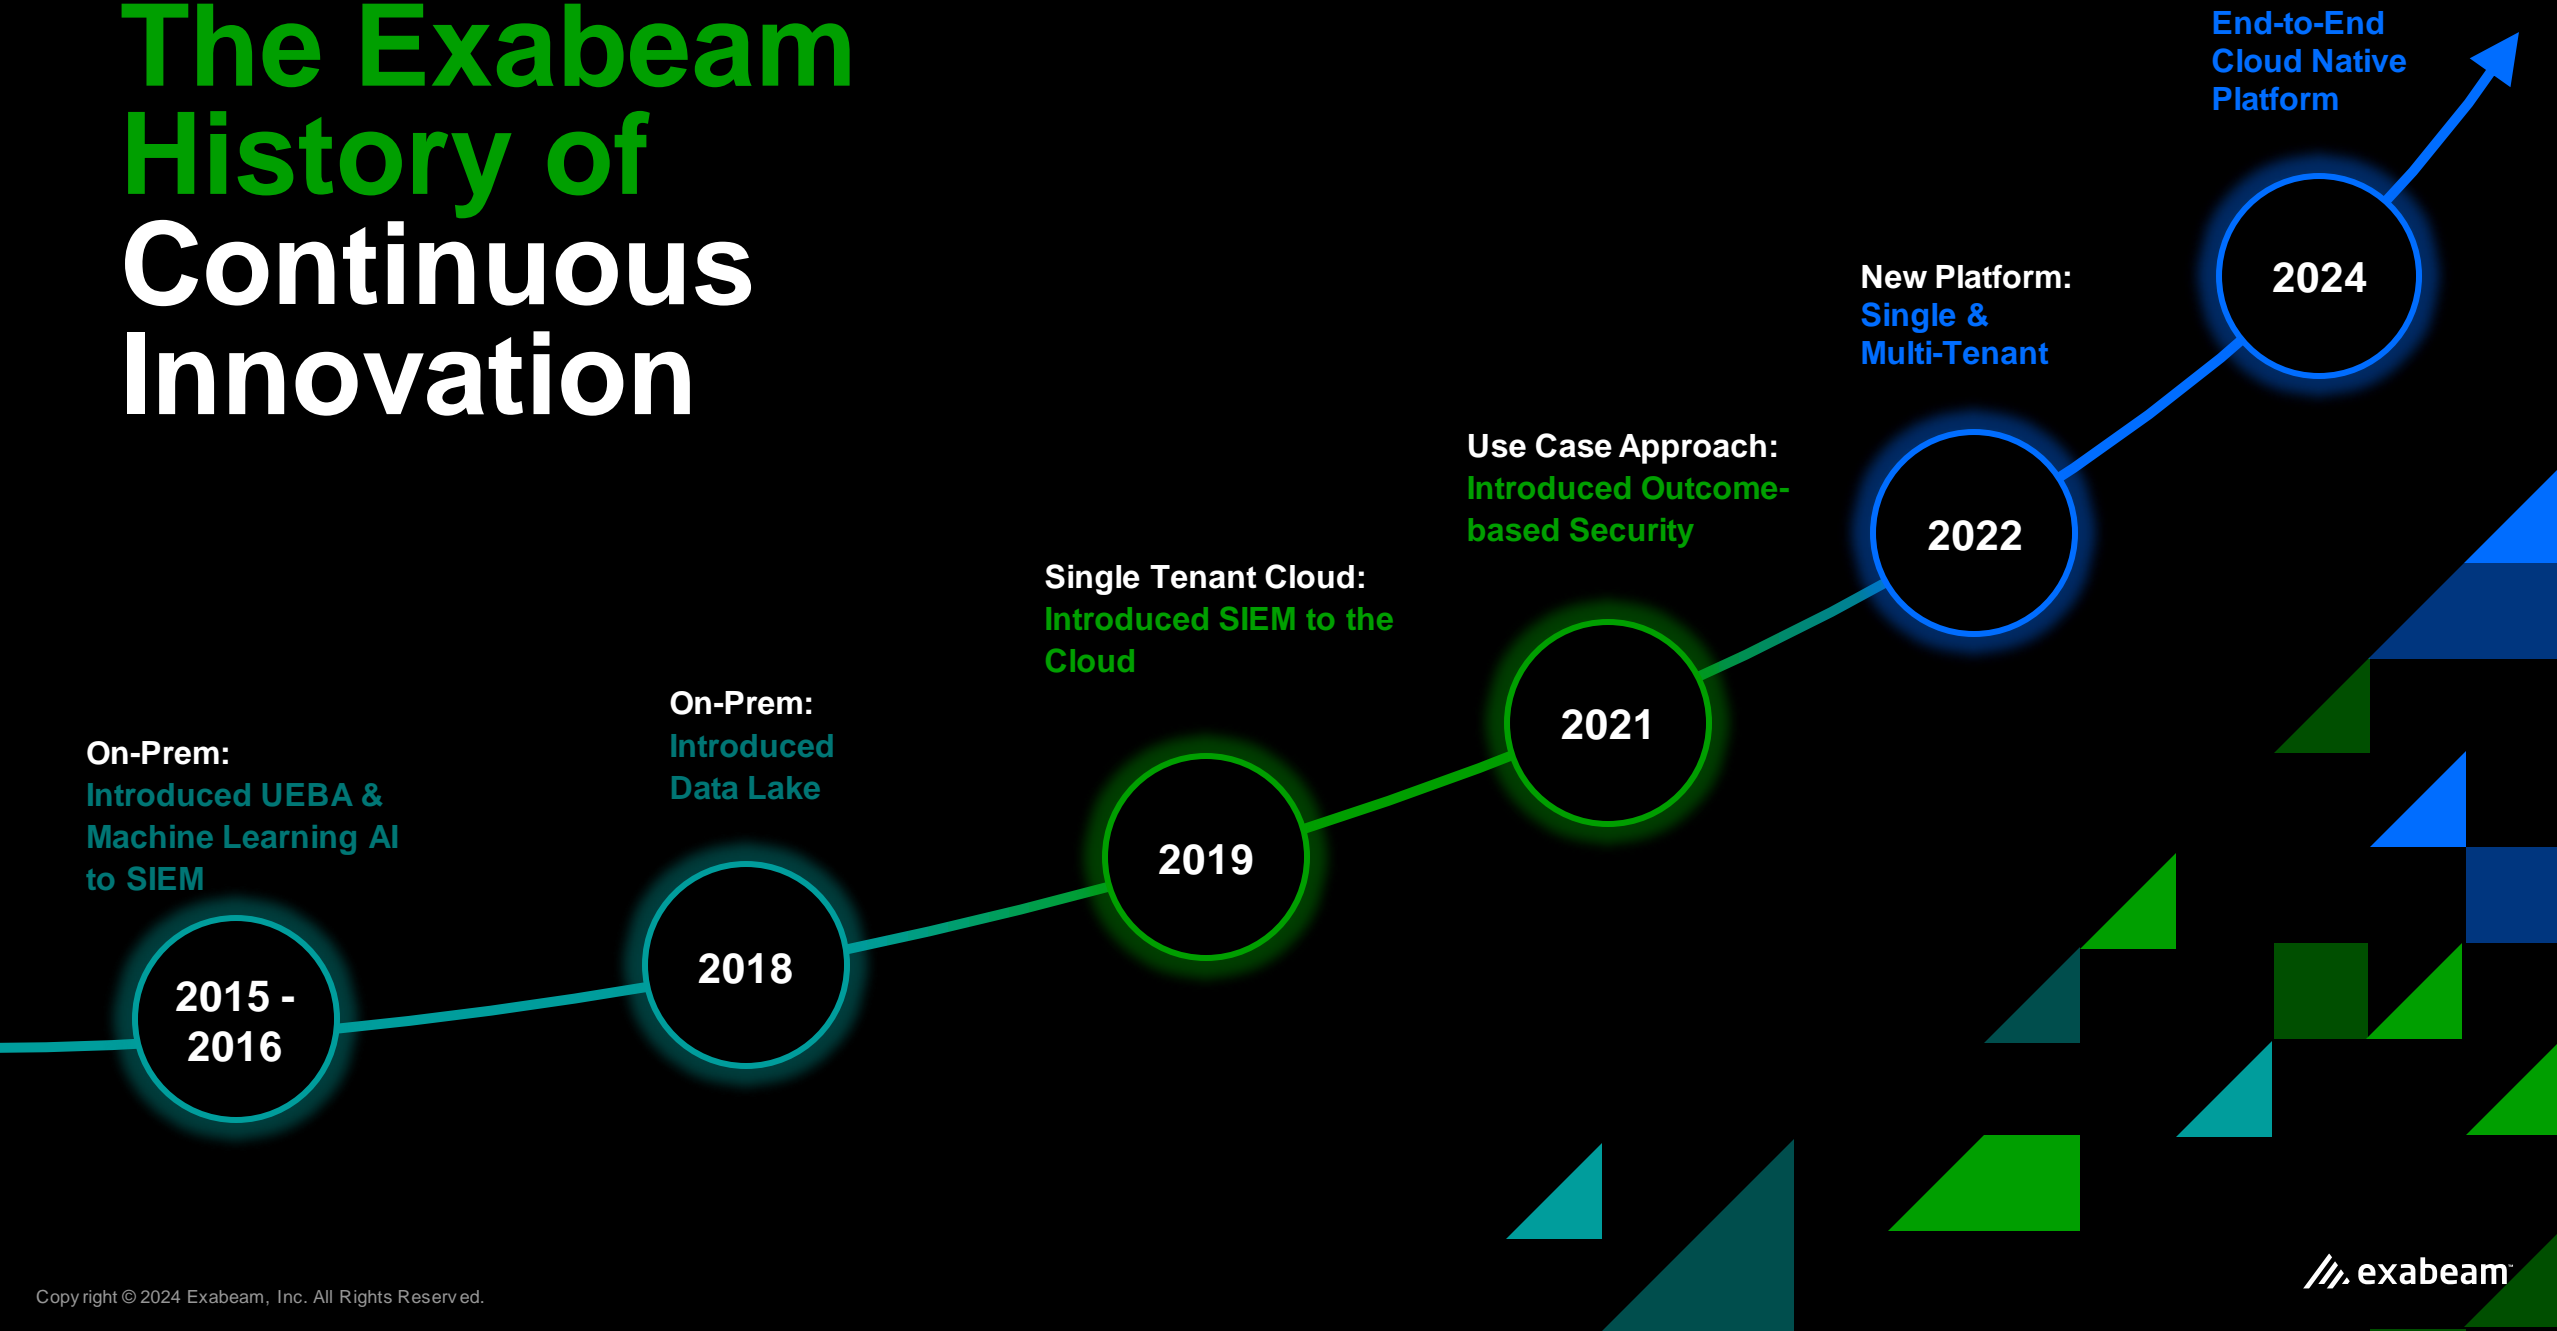 The Exabeam
History of
Continuous
Innovation
On-Prem:
Introduced UEBA &
Machine Learning AI
to SIEM
2015 -
2016
On-Prem:
Introduced
Data Lake
2018
Single Tenant Cloud:
Introduced SIEM to the
Cloud
2019
Use Case Approach:
Introduced Outcome-
based Security
2021
New Platform:
Single &
Multi-Tenant
2022
End-to-End
Cloud Native
Platform
2024
Copyright © 2024 Exabeam, Inc. All Rights Reserved.
exabeam